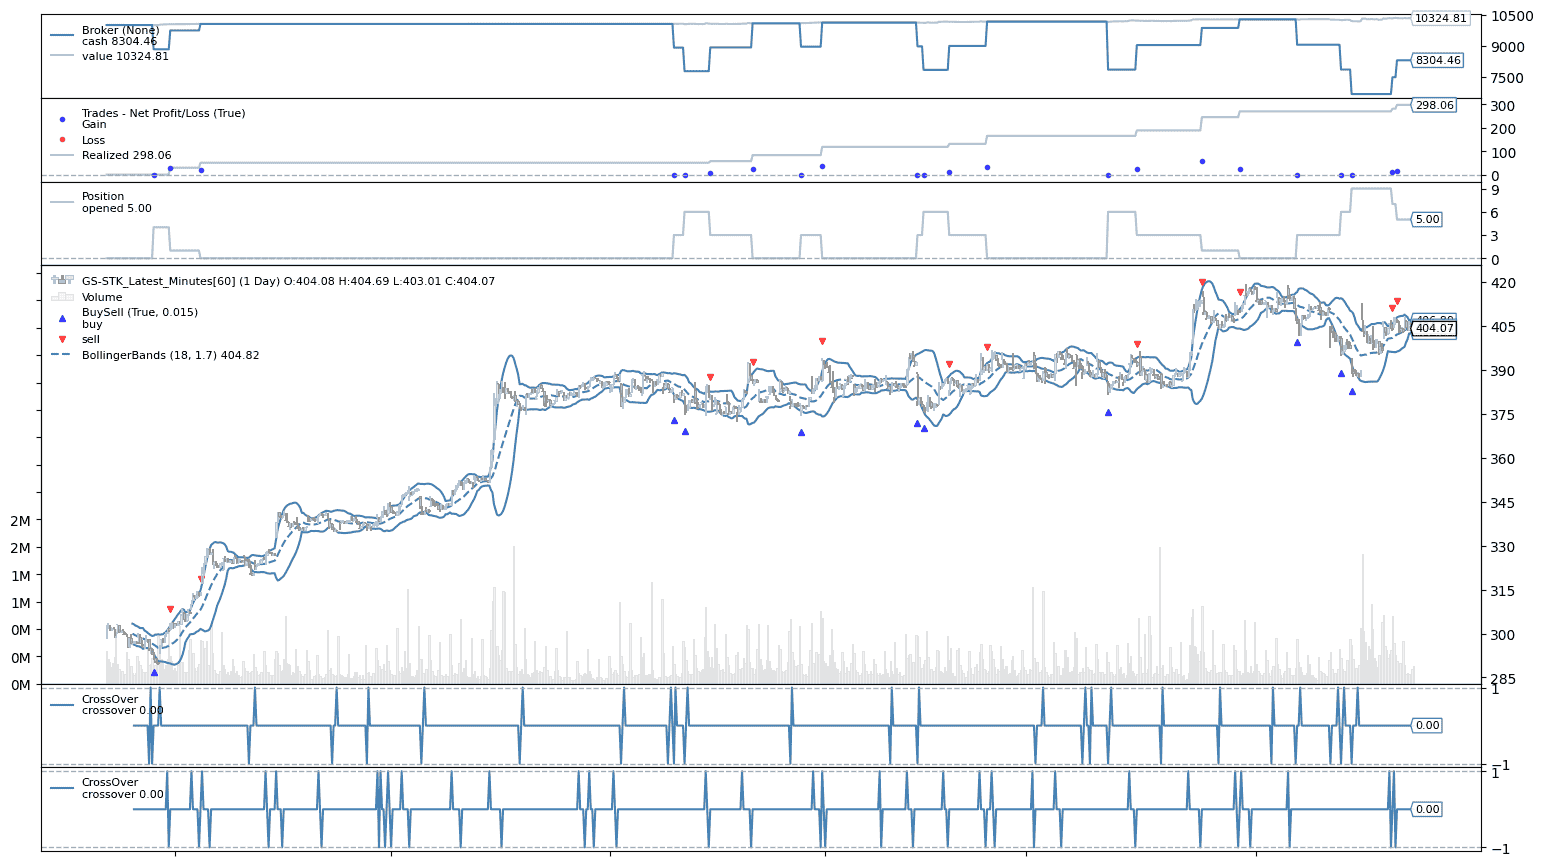 Broker (None)
cash 8304.46
value 10324.81
10500
10324.81
9000
8304.46
7500
Trades - Net Profit/Loss (True)
Gain
Loss
Realized 298.06
300
298.06
200
100
0
Position
opened 5.00
9
6
5.00
3
0
GS-STK_Latest_Minutes[60] (1 Day) O:404.08 H:404.69 L:403.01 C:404.07
Volume
BuySell (True, 0.015)
buy
sell
BollingerBands (18, 1.7) 404.82
420
405
404.07
390
375
360
345
330
315
300
285
2M
2M
1M
1M
0M
0M
0M
CrossOver
crossover 0.00
1
0.00
−1
CrossOver
crossover 0.00
1
0.00
−1